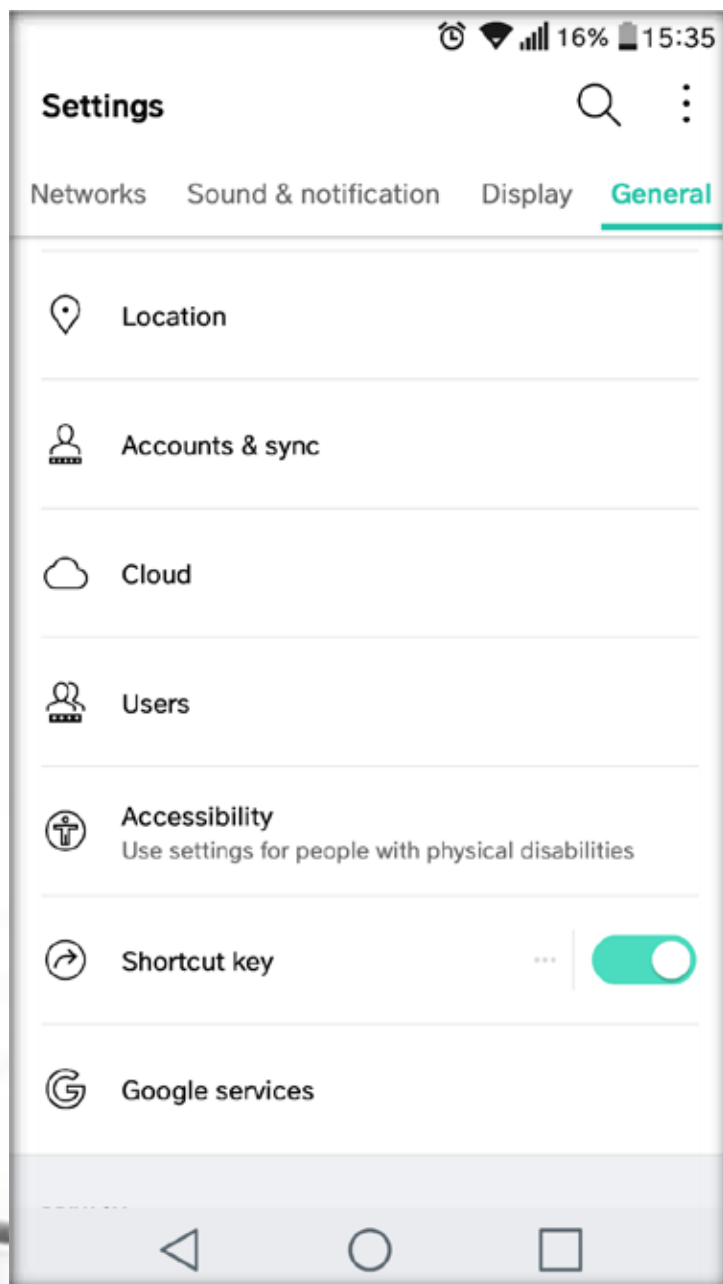 16% 15:35
Settings
Networks Sound & notification Display General
Location
Accounts & sync
Cloud
Users
Accessibility
Use settings for people with physical disabilities
Shortcut key
Google services